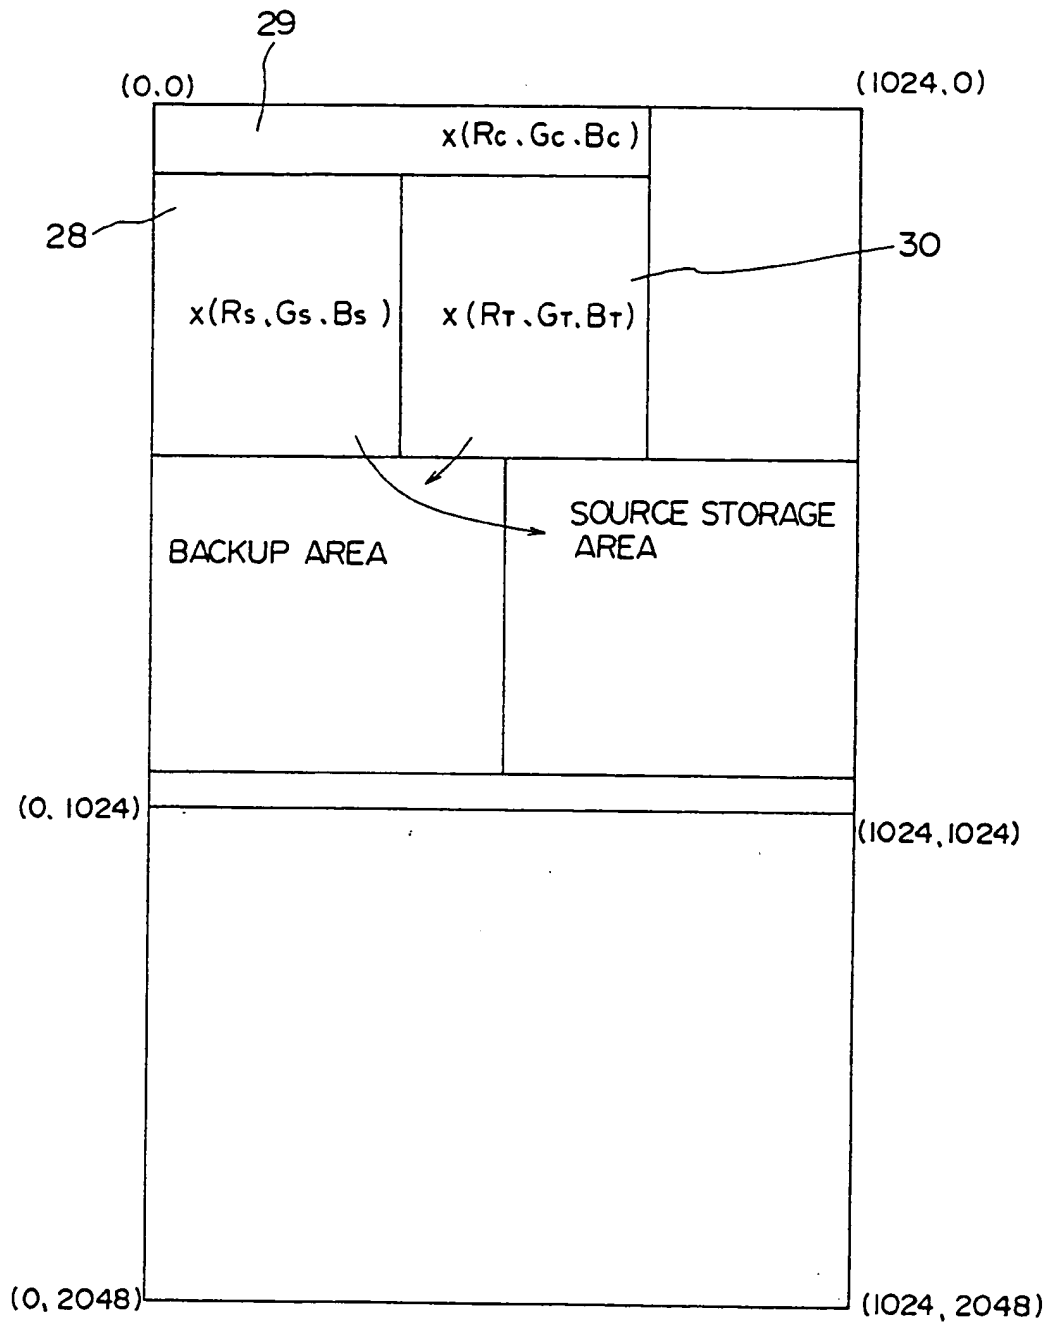 29
(0,0)
(1024,0)
x(Rc,Gc,Bc)
28
30
x(Rs,Gs,Bs)
x(RT,GT,BT)
SOURCE STORAGE
AREA
BACKUP AREA
(0,1024)
(1024,1024)
(0,2048)
(1024,2048)